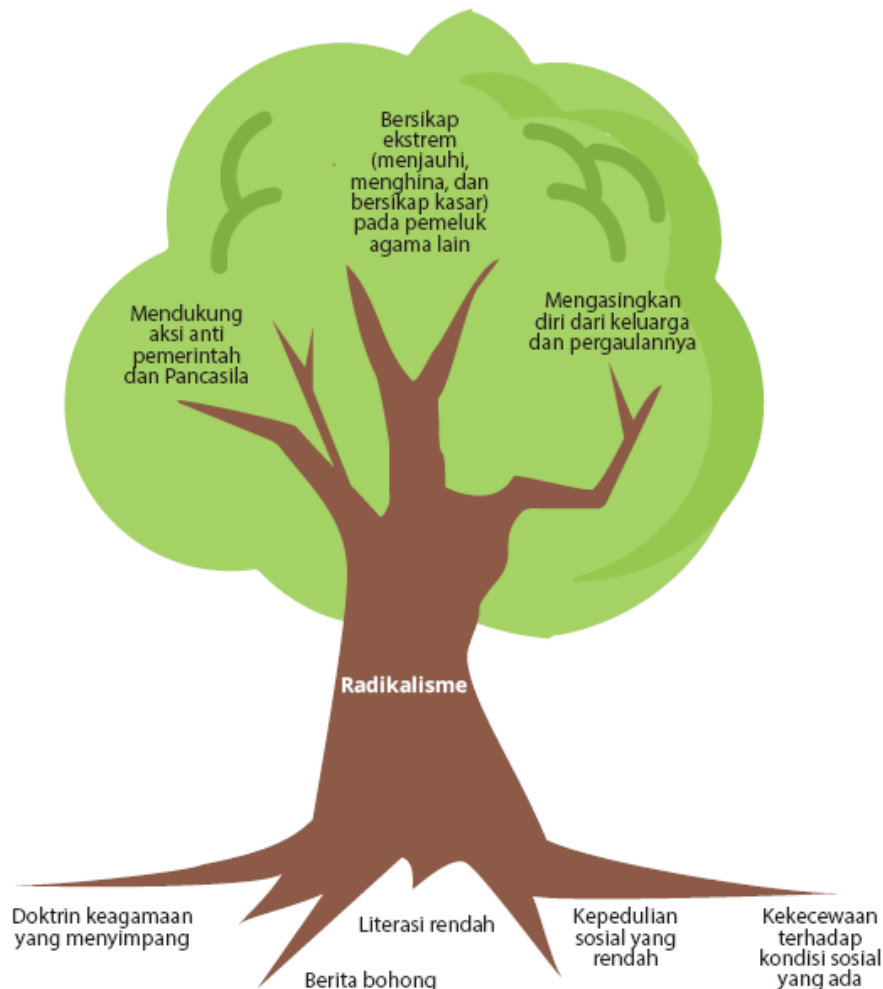 Bersikap
ekstrem
(menjauhi,
menghina, dan
bersikap kasar)
pada pemeluk
agama lain
Mendukung
aksi anti
pemerintah
dan Pancasila
Mengasingkan
diri dari keluarga
dan pergaulannya
Radikalisme
Doktrin keagamaan
yang menyimpang
Berita bohong
Literasi rendah
Kepedulian
sosial yang
rendah
Kekecewaan
terhadap
kondisi sosial
yang ada